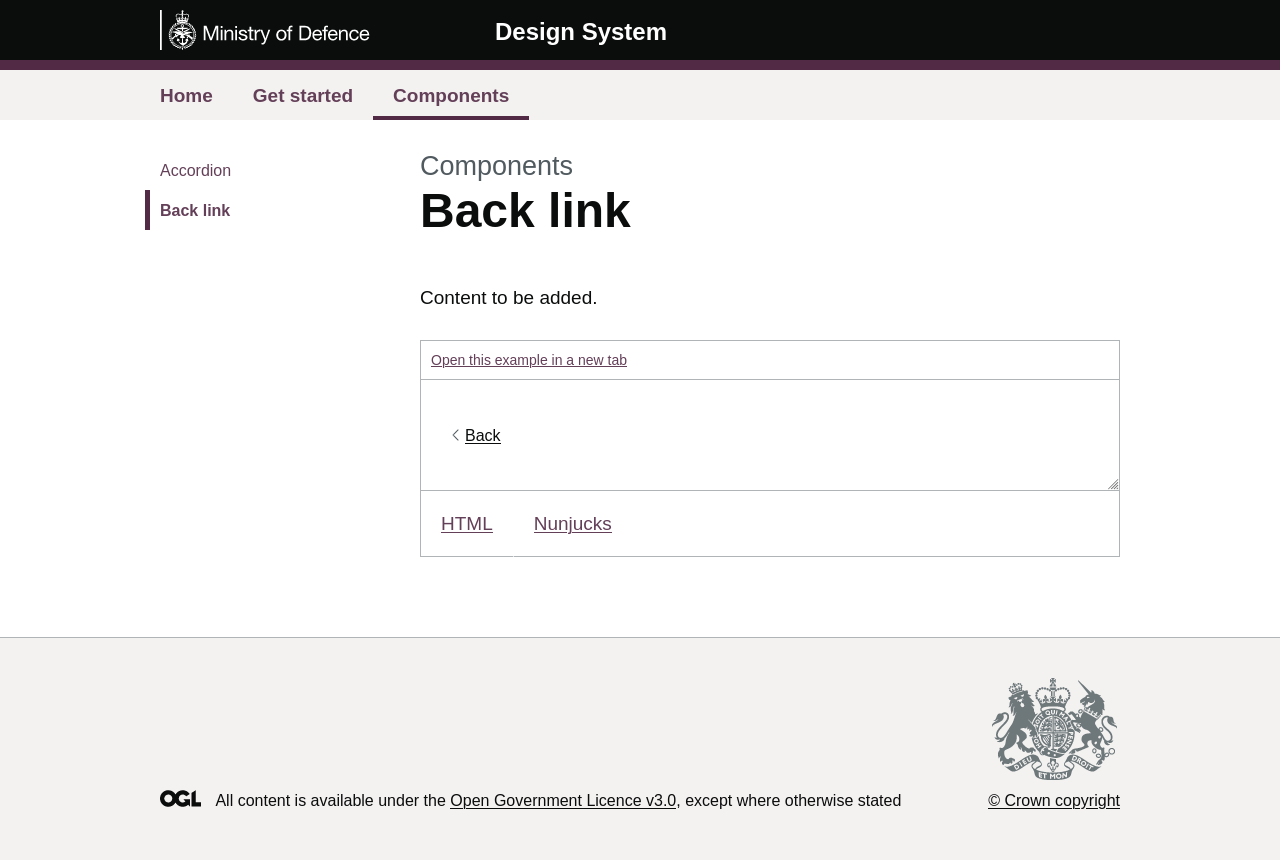 Ministry of Defence
Design System
Home Get started Components
Accordion
Back link
Components
Back link
Content to be added.
Open this example in a new tab
Back
HTML Nunjucks
OGL All content is available under the Open Government Licence v3.0, except where otherwise stated
© Crown copyright